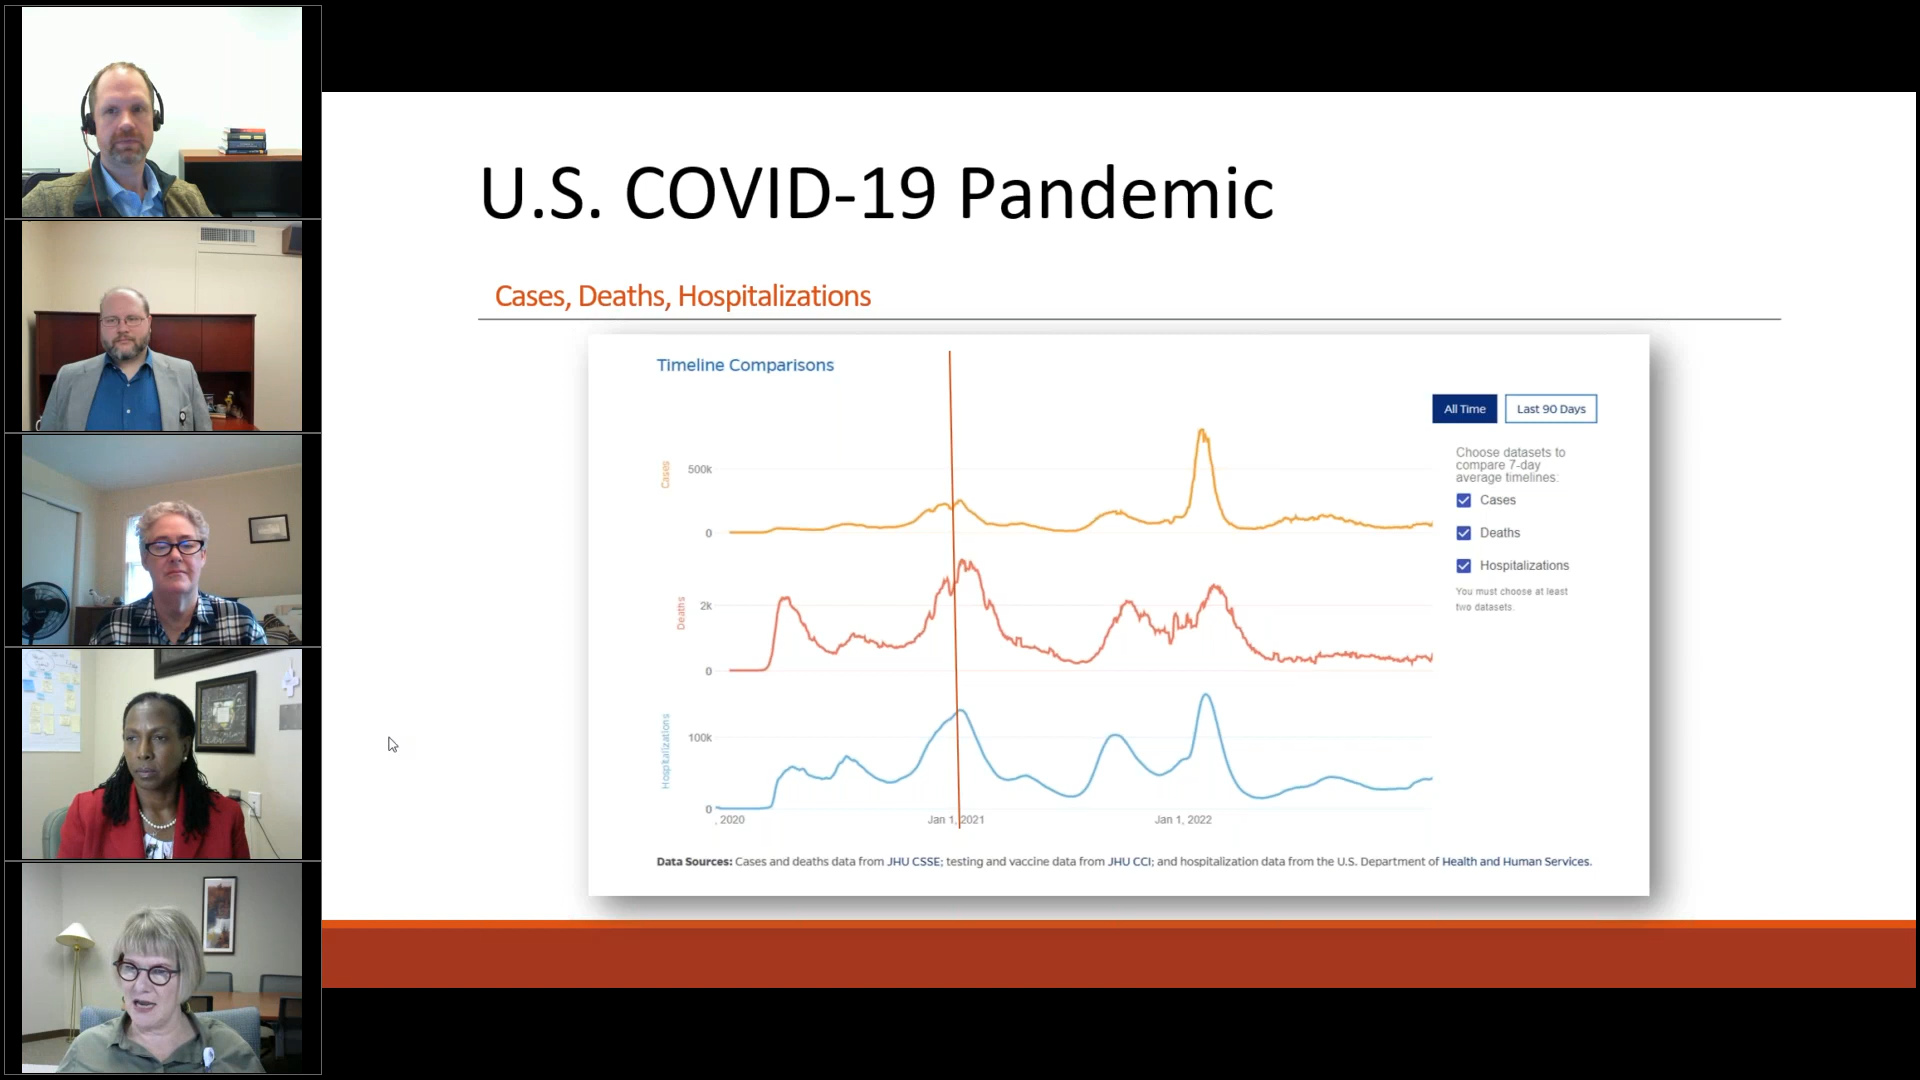 U.S. COVID-19 Pandemic
Cases, Deaths, Hospitalizations
Timeline Comparisons
All Time
Last 90 Days
Choose datasets to
compare 7-day
average timelines:
Cases
Deaths
Hospitalizations
You must choose at least
two datasets.
Cases
500k
0
Deaths
2k
0
Hospitalizations
100k
0
, 2020
Jan 1, 2021
Jan 1, 2022
Data Sources: Cases and deaths data from JHU CSSE; testing and vaccine data from JHU CCI; and hospitalization data from the U.S. Department of Health and Human Services.